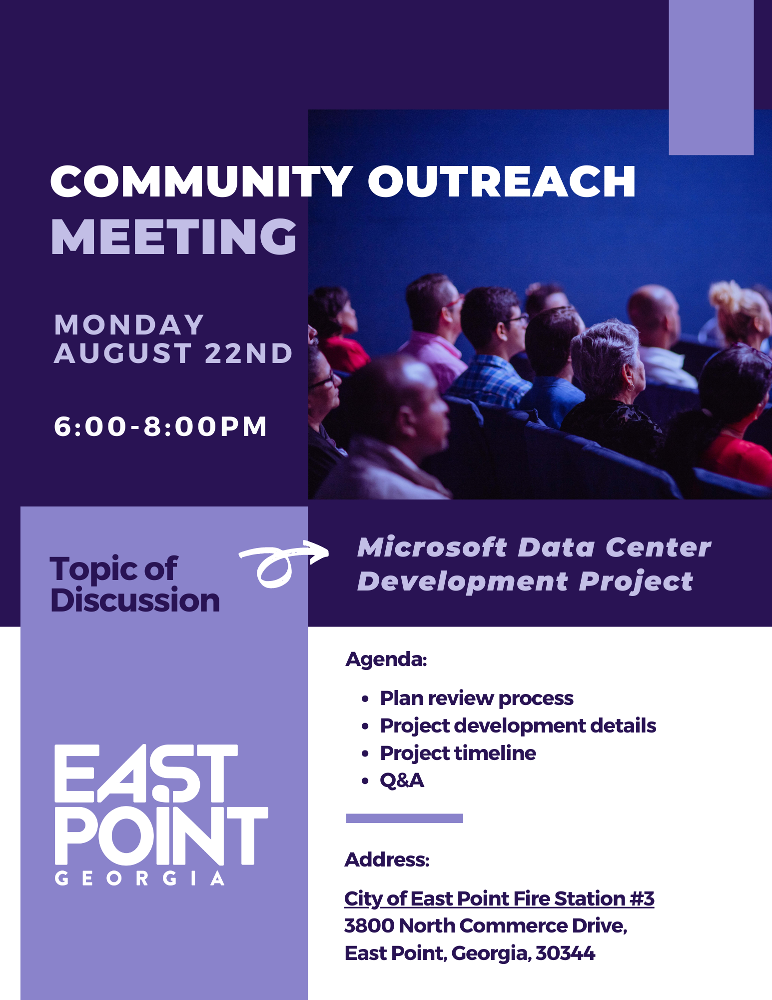 COMMUNITY OUTREACH
MEETING
MONDAY
AUGUST 22ND
6:00-8:00PM
Topic of
Discussion
Microsoft Data Center
Development Project
Agenda:
• Plan review process
• Project development details
• Project timeline
• Q&A
EAST
POINT
GEORGIA
Address:
City of East Point Fire Station #3
3800 North Commerce Drive,
East Point, Georgia, 30344